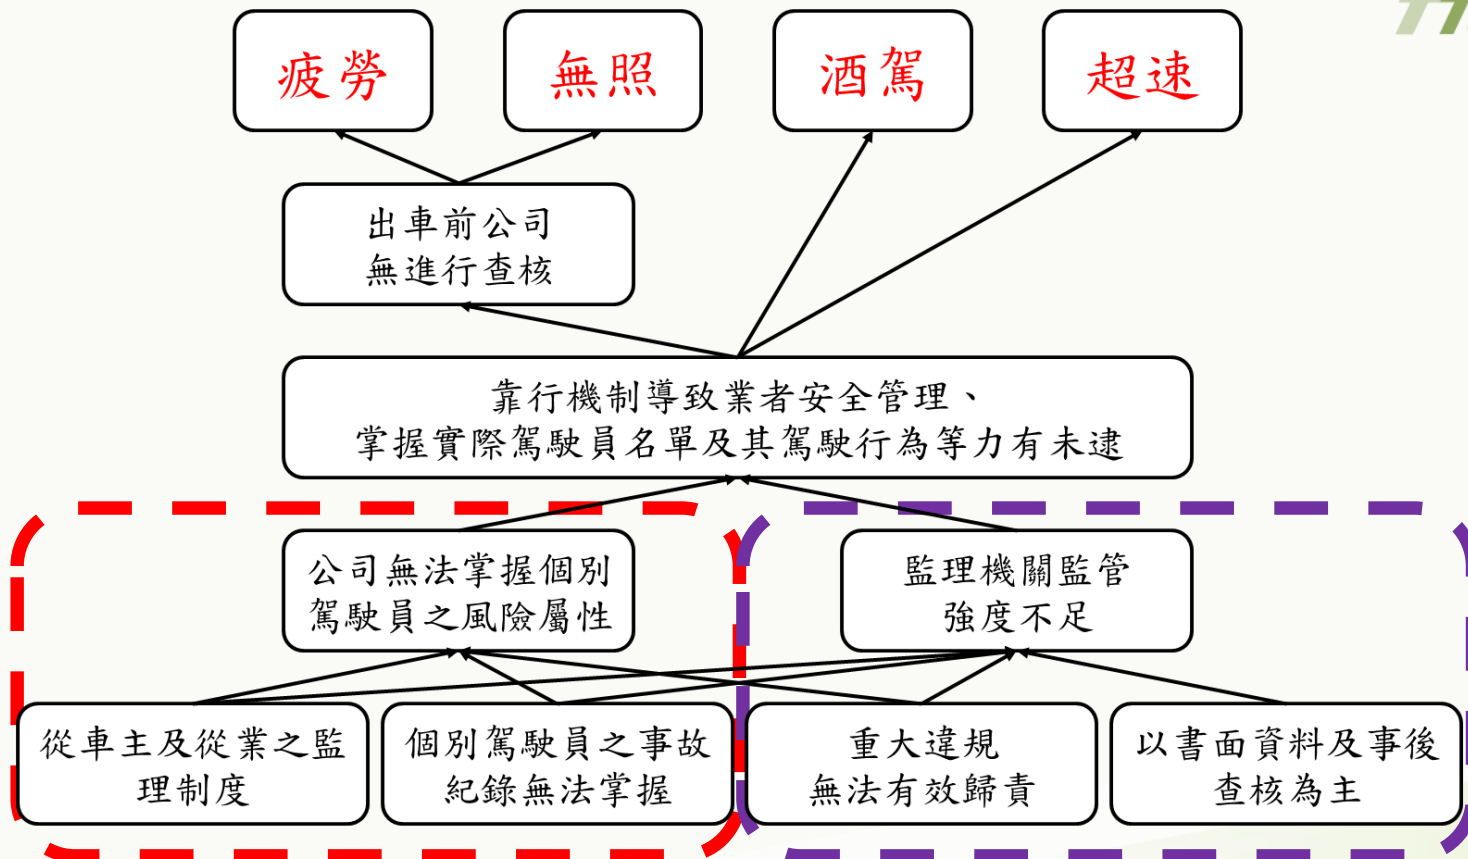 疲勞
無照
酒駕
超速
出車前公司
無進行查核
靠行機制導致業者安全管理、
掌握實際駕駛員名單及其駕駛行為等力有未逮
公司無法掌握個別
駕駛員之風險屬性
監理機關監管
強度不足
從車主及從業之監
理制度
個別駕駛員之事故
紀錄無法掌握
重大違規
無法有效歸責
以書面資料及事後
查核為主